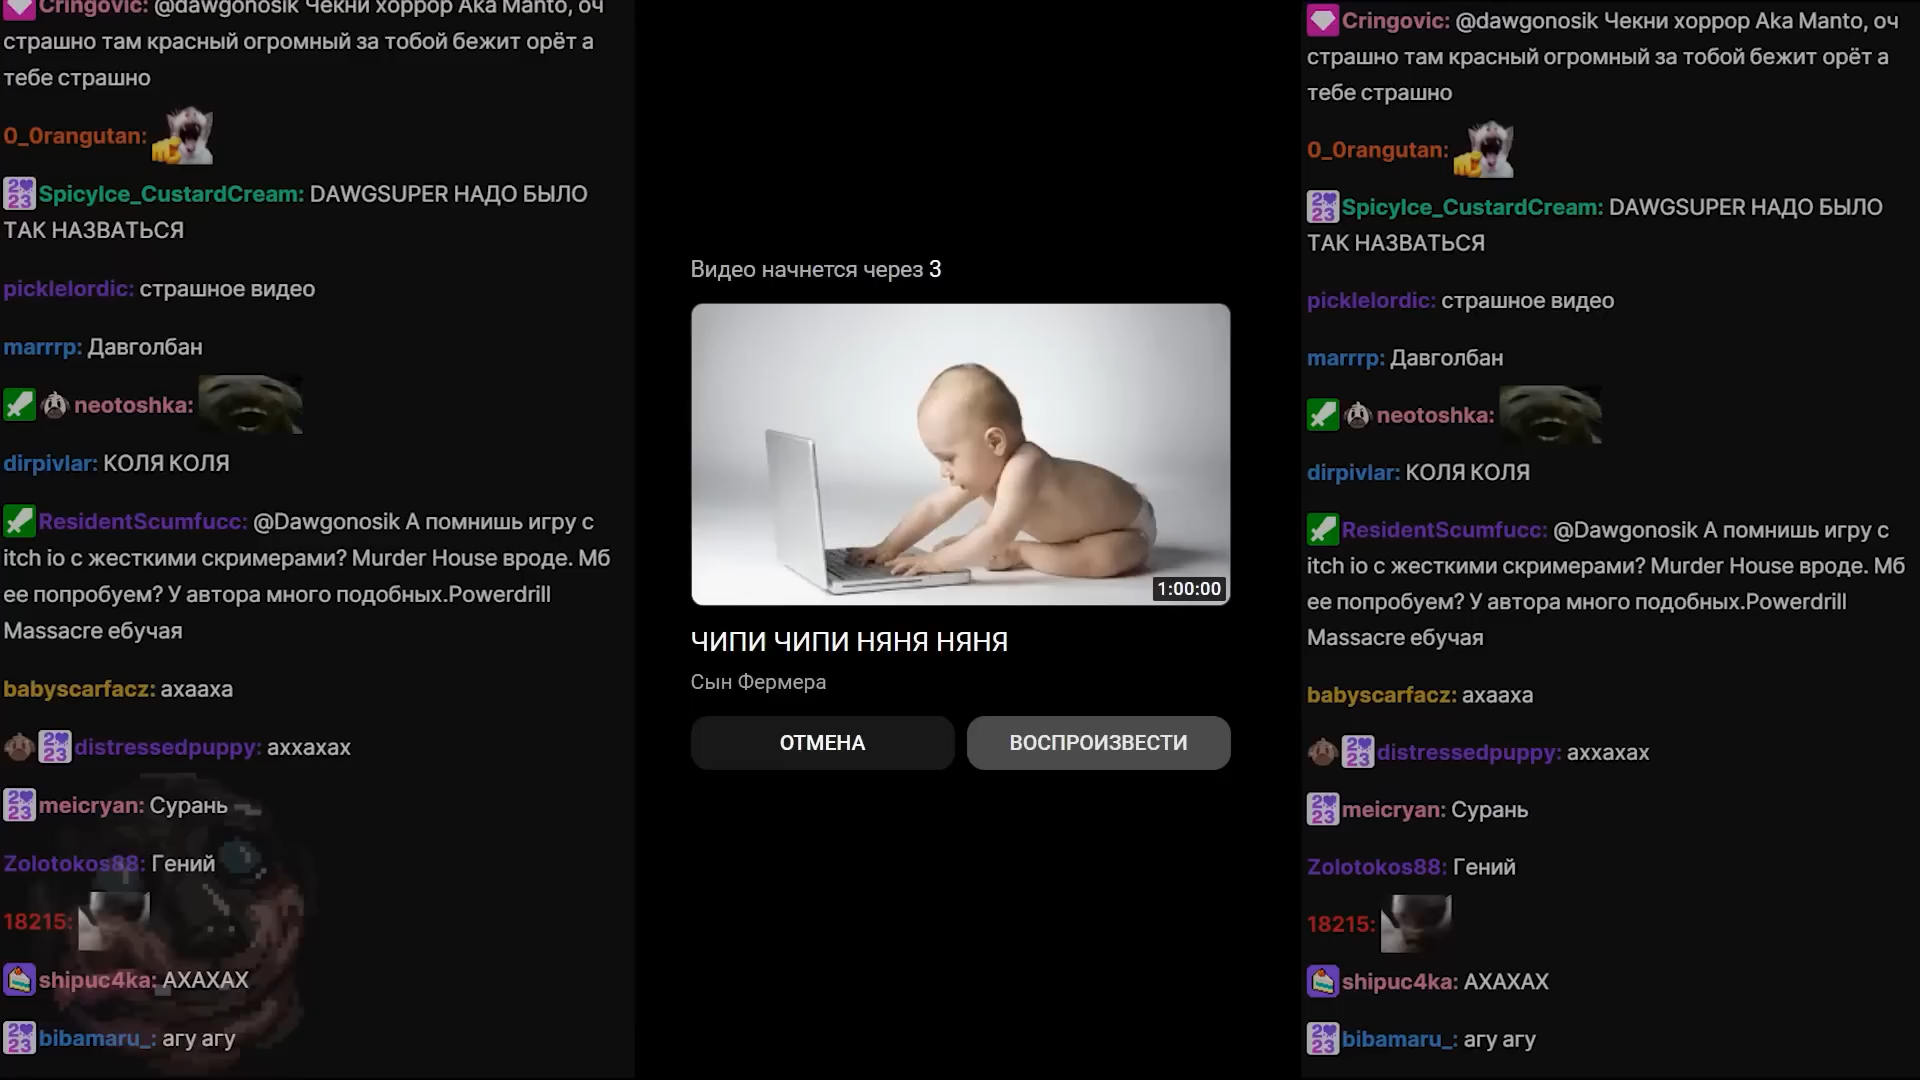 Cringovic: @dawgonosik Чекни хоррор Aka Manto, оч
страшно там красный огромный за тобой бежит орёт а
тебе страшно
0_0rangutan:
SpicyIce_CustardCream: DAWGSUPER НАДО БЫЛО
ТАК НАЗВАТЬСЯ
picklelordic: страшное видео
marrrp: Давголбан
neotoshka:
dirpivlar: КОЛЯ КОЛЯ
ResidentScumfucc: @Dawgonosik А помнишь игру с
itch io с жесткими скримерами? Murder House вроде. Мб
ее попробуем? У автора много подобных.Powerdrill
Massacre ебучая
babyscarfacz: ахааха
distressedpuppy: аххахах
meicryan: Сурань
Zolotokos88: Гений
18215:
shipuc4ka: АХАХАХ
bibamaru_: агу агу
Видео начнется через 3
1:00:00
ЧИПИ ЧИПИ НЯНЯ НЯНЯ
Сын Фермера
ОТМЕНА
ВОСПРОИЗВЕСТИ
Cringovic: @dawgonosik Чекни хоррор Aka Manto, оч
страшно там красный огромный за тобой бежит орёт а
тебе страшно
0_0rangutan:
SpicyIce_CustardCream: DAWGSUPER НАДО БЫЛО
ТАК НАЗВАТЬСЯ
picklelordic: страшное видео
marrrp: Давголбан
neotoshka:
dirpivlar: КОЛЯ КОЛЯ
ResidentScumfucc: @Dawgonosik А помнишь игру с
itch io с жесткими скримерами? Murder House вроде. Мб
ее попробуем? У автора много подобных.Powerdrill
Massacre ебучая
babyscarfacz: ахааха
distressedpuppy: аххахах
meicryan: Сурань
Zolotokos88: Гений
18215:
shipuc4ka: АХАХАХ
bibamaru_: агу агу